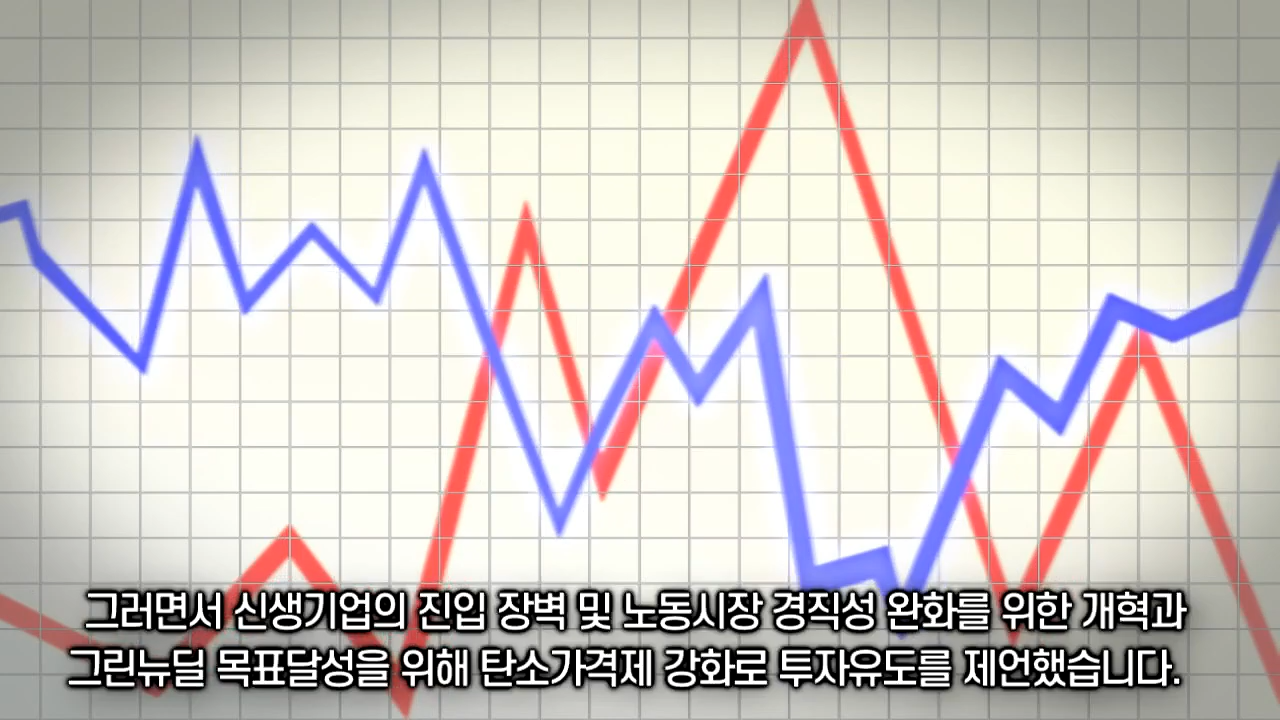 그러면서 신생기업의 진입 장벽 및 노동시장 경직성 완화를 위한 개혁과
그린뉴딜 목표달성을 위해 탄소가격제 강화로 투자유도를 제언했습니다.